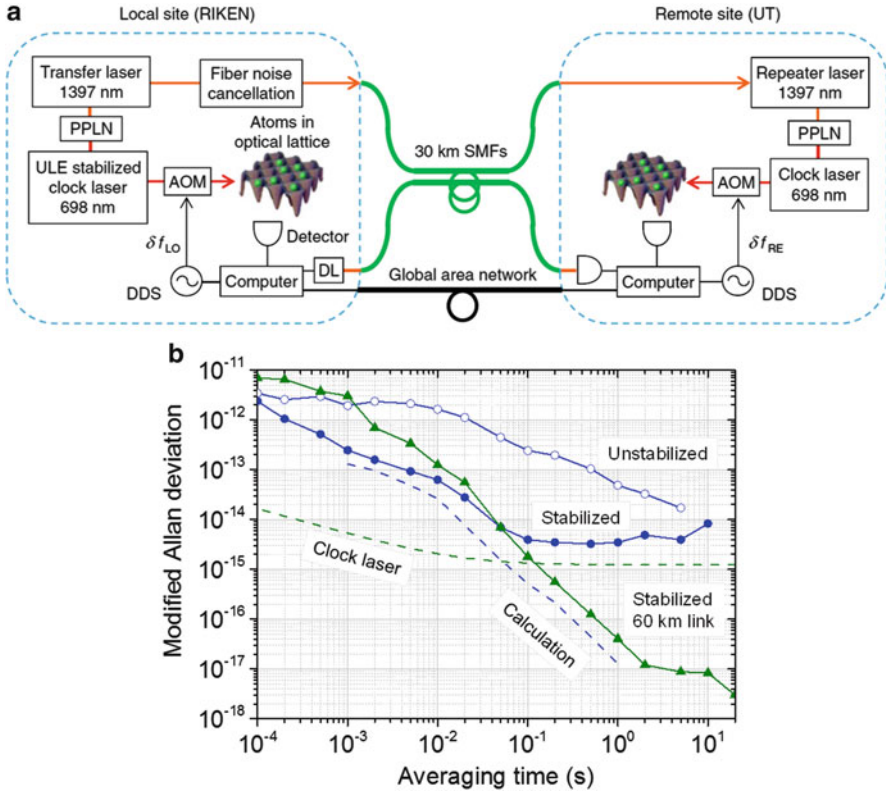 a
Local site (RIKEN)
Remote site (UT)
Transfer laser
1397 nm
Fiber noise
cancellation
Repeater laser
1397 nm
PPLN
Atoms in
optical lattice
30 km SMFs
PPLN
ULE stabilized
clock laser
698 nm
AOM
AOM
Clock laser
698 nm
δf_LO
Detector
δf_RE
Computer
DL
Global area network
Computer
DDS
DDS
b
Modified Allan deviation
10^-11
10^-12
10^-13
10^-14
10^-15
10^-16
10^-17
10^-18
Unstabilized
Stabilized
Clock laser
Stabilized
60 km link
Calculation
10^-4
10^-3
10^-2
10^-1
10^0
10^1
Averaging time (s)